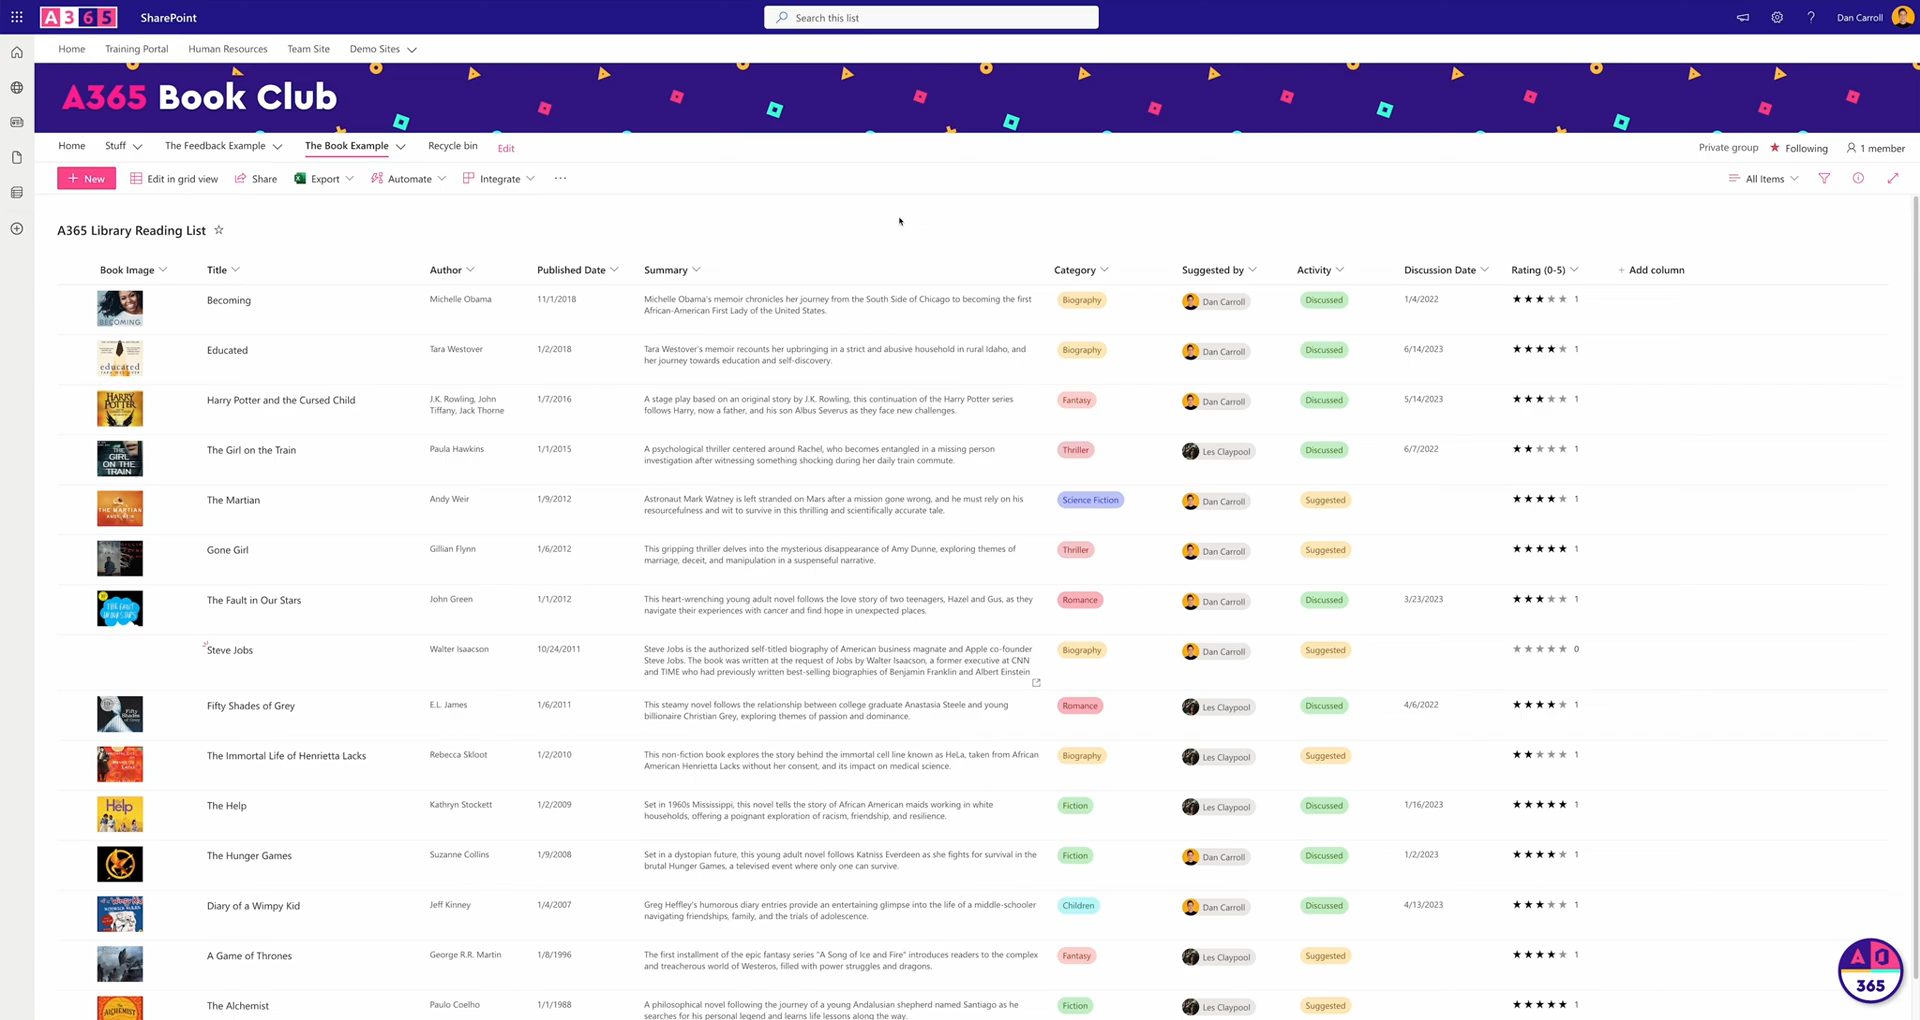 A365 SharePoint Search this list Dan Carroll
Home Training Portal Human Resources Team Site Demo Sites
A365 Book Club
Home Stuff The Feedback Example The Book Example Recycle bin Edit Private group Following 1 member
New Edit in grid view Share Export Automate Integrate ... All Items
A365 Library Reading List
Book Image Title Author Published Date Summary Category Suggested by Activity Discussion Date Rating (0-5) + Add column
BECOMING
Becoming Michelle Obama 11/1/2018 Michelle Obama's memoir chronicles her journey from the South Side of Chicago to becoming the first
African-American First Lady of the United States. Biography Dan Carroll Discussed 1/4/2022 1
educated
Educated Tara Westover 1/2/2018 Tara Westover's memoir recounts her upbringing in a strict and abusive household in rural Idaho, and
her journey towards education and self-discovery. Biography Dan Carroll Discussed 6/14/2023 1
HARRY POTTER
Harry Potter and the Cursed Child J.K. Rowling, John
Tiffany, Jack Thorne 1/7/2016 A stage play based on an original story by J.K. Rowling, this continuation of the Harry Potter series
follows Harry, now a father, and his son Albus Severus as they face new challenges. Fantasy Dan Carroll Discussed 5/14/2023 1
THE GIRL ON THE TRAIN
The Girl on the Train Paula Hawkins 1/1/2015 A psychological thriller centered around Rachel, who becomes entangled in a missing person
investigation after witnessing something shocking during her daily train commute. Thriller Les Claypool Discussed 6/7/2022 1
THE MARTIAN
ANDY WEIR
The Martian Andy Weir 1/9/2012 Astronaut Mark Watney is left stranded on Mars after a mission gone wrong, and he must rely on his
resourcefulness and wit to survive in this thrilling and scientifically accurate tale. Science Fiction Dan Carroll Suggested 1
Gone Girl Gillian Flynn 1/6/2012 This gripping thriller delves into the mysterious disappearance of Amy Dunne, exploring themes of
marriage, deceit, and manipulation in a suspenseful narrative. Thriller Dan Carroll Suggested 1
The Fault in Our Stars John Green 1/1/2012 This heart-wrenching young adult novel follows the love story of two teenagers, Hazel and Gus, as they
navigate their experiences with cancer and find hope in unexpected places. Romance Dan Carroll Discussed 3/23/2023 1
Steve Jobs Walter Isaacson 10/24/2011 Steve Jobs is the authorized self-titled biography of American business magnate and Apple co-founder
Steve Jobs. The book was written at the request of Jobs by Walter Isaacson, a former executive at CNN
and TIME who had previously written best-selling biographies of Benjamin Franklin and Albert Einstein Biography Dan Carroll Suggested 0
Fifty Shades of Grey E.L. James 1/6/2011 This steamy novel follows the relationship between college graduate Anastasia Steele and young
billionaire Christian Grey, exploring themes of passion and dominance. Romance Les Claypool Discussed 4/6/2022 1
The Immortal Life of Henrietta Lacks Rebecca Skloot 1/2/2010 This non-fiction book explores the story behind the immortal cell line known as HeLa, taken from African
American Henrietta Lacks without her consent, and its impact on medical science. Biography Les Claypool Suggested 1
Help
The Help Kathryn Stockett 1/2/2009 Set in 1960s Mississippi, this novel tells the story of African American maids working in white
households, offering a poignant exploration of racism, friendship, and resilience. Fiction Les Claypool Discussed 1/16/2023 1
The Hunger Games Suzanne Collins 1/9/2008 Set in a dystopian future, this young adult novel follows Katniss Everdeen as she fights for survival in the
brutal Hunger Games, a televised event where only one can survive. Fiction Dan Carroll Discussed 1/2/2023 1
Diary of a Wimpy Kid Jeff Kinney 1/4/2007 Greg Heffley's humorous diary entries provide an entertaining glimpse into the life of a middle-schooler
navigating friendships, family, and the trials of adolescence. Children Dan Carroll Discussed 4/13/2023 1
A Game of Thrones George R.R. Martin 1/8/1996 The first installment of the epic fantasy series "A Song of Ice and Fire" introduces readers to the complex
and treacherous world of Westeros, filled with power struggles and dragons. Fantasy Les Claypool Suggested 1
ALCHEMIST
The Alchemist Paulo Coelho 1/1/1988 A philosophical novel following the journey of a young Andalusian shepherd named Santiago as he
searches for his personal legend and learns life lessons along the way. Fiction Les Claypool Suggested 1
365